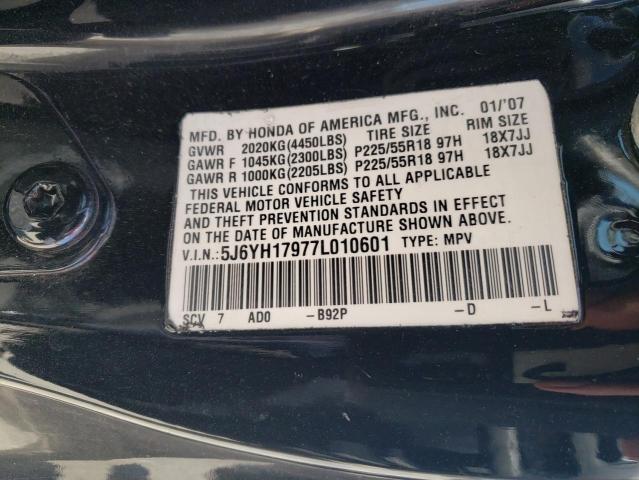 MFD. BY HONDA OF AMERICA MFG., INC. 01/'07
GVWR 2020KG(4450LBS) TIRE SIZE RIM SIZE
GAWR F 1045KG(2300LBS) P225/55R18 97H 18X7JJ
GAWR R 1000KG(2205LBS) P225/55R18 97H 18X7JJ
THIS VEHICLE CONFORMS TO ALL APPLICABLE
FEDERAL MOTOR VEHICLE SAFETY
AND THEFT PREVENTION STANDARDS IN EFFECT
ON THE DATE OF MANUFACTURE SHOWN ABOVE.
V.I.N.:5J6YH17977L010601 TYPE: MPV
SCV 7 AD0 -B92P -D -L